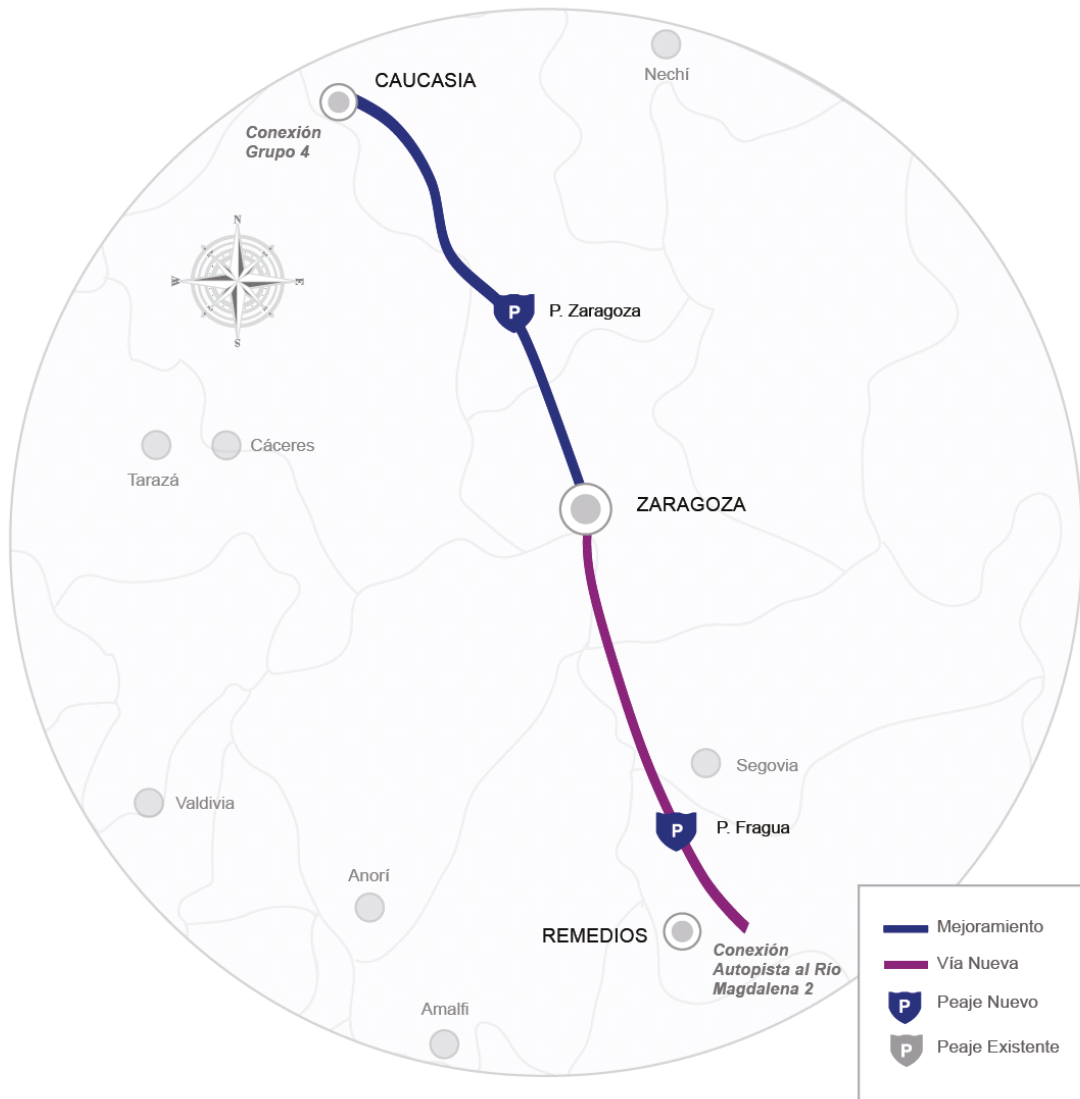 Nechí
CAUCASIA
Conexión
Grupo 4
N
W
E
S
P
P. Zaragoza
Cáceres
Tarazá
ZARAGOZA
Segovia
Valdivia
P
P. Fragua
Anorí
REMEDIOS
Conexión
Autopista al Río
Magdalena 2
Amalfi
Mejoramiento
Vía Nueva
P
Peaje Nuevo
P
Peaje Existente